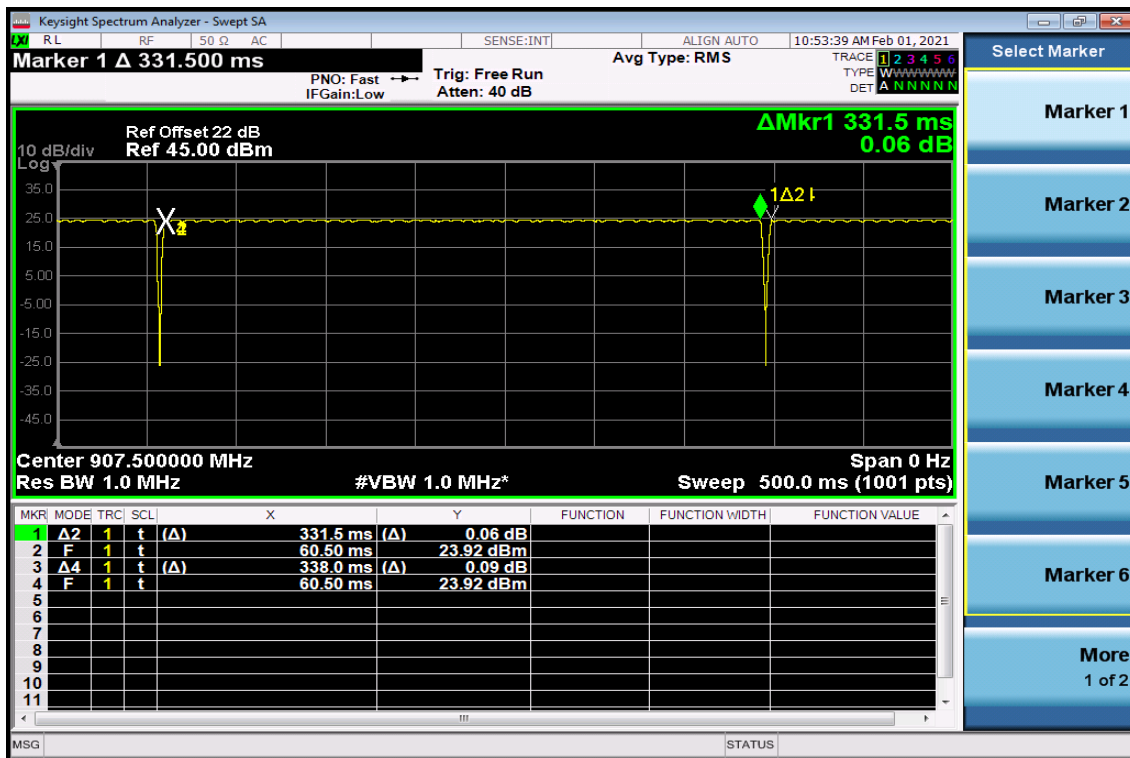 Keysight Spectrum Analyzer - Swept SA
LXI RL RF 50 Ω AC SENSE:INT ALIGN AUTO 10:53:39 AM Feb 01, 2021
Marker 1 Δ 331.500 ms
PNO: Fast
IFGain:Low
Trig: Free Run
Atten: 40 dB
Avg Type: RMS
TRACE 1 2 3 4 5 6
TYPE WWWWWW
DET A N N N N N
ΔMkr1 331.5 ms
0.06 dB
Ref Offset 22 dB
10 dB/div Ref 45.00 dBm
Log
35.0
25.0
15.0
5.00
-5.00
-15.0
-25.0
-35.0
-45.0
1Δ2
Center 907.500000 MHz Span 0 Hz
Res BW 1.0 MHz #VBW 1.0 MHz* Sweep 500.0 ms (1001 pts)
MKR MODE TRC SCL X Y FUNCTION FUNCTION WIDTH FUNCTION VALUE
1 Δ2 1 t (Δ) 331.5 ms (Δ) 0.06 dB
2 F 1 t 60.50 ms 23.92 dBm
3 Δ4 1 t (Δ) 338.0 ms (Δ) 0.09 dB
4 F 1 t 60.50 ms 23.92 dBm
5
6
7
8
9
10
11
MSG STATUS
Select Marker
Marker 1
Marker 2
Marker 3
Marker 4
Marker 5
Marker 6
More
1 of 2